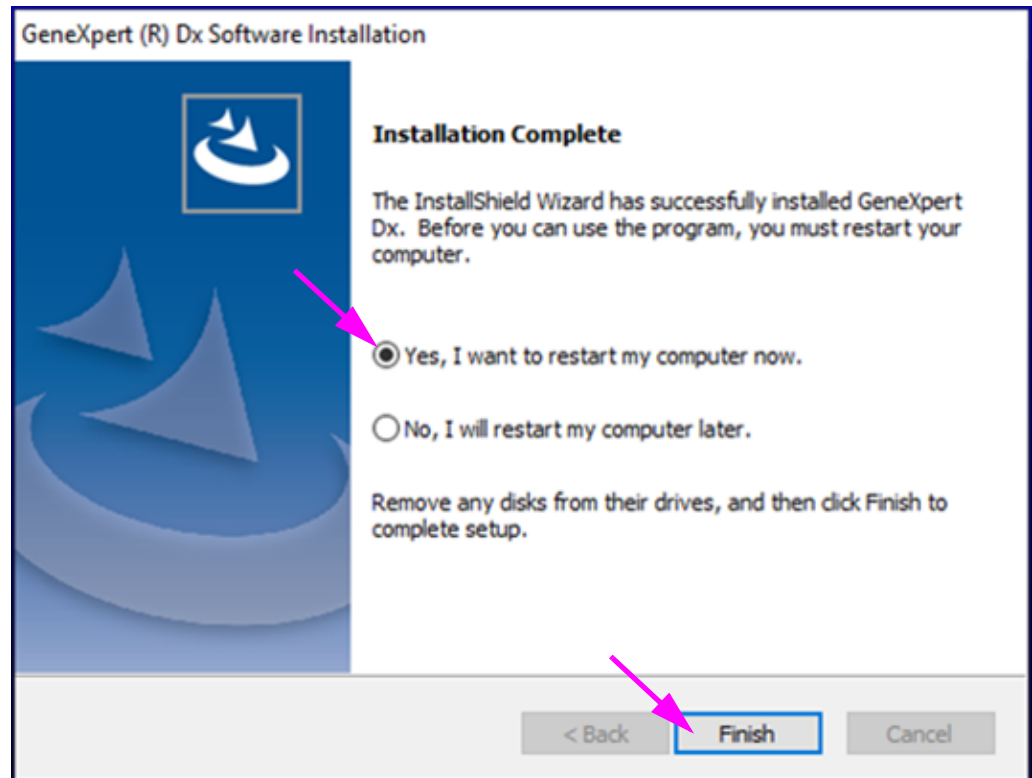 GeneXpert (R) Dx Software Installation
Installation Complete
The InstallShield Wizard has successfully installed GeneXpert
Dx. Before you can use the program, you must restart your
computer.
Yes, I want to restart my computer now.
No, I will restart my computer later.
Remove any disks from their drives, and then click Finish to
complete setup.
< Back Finish Cancel